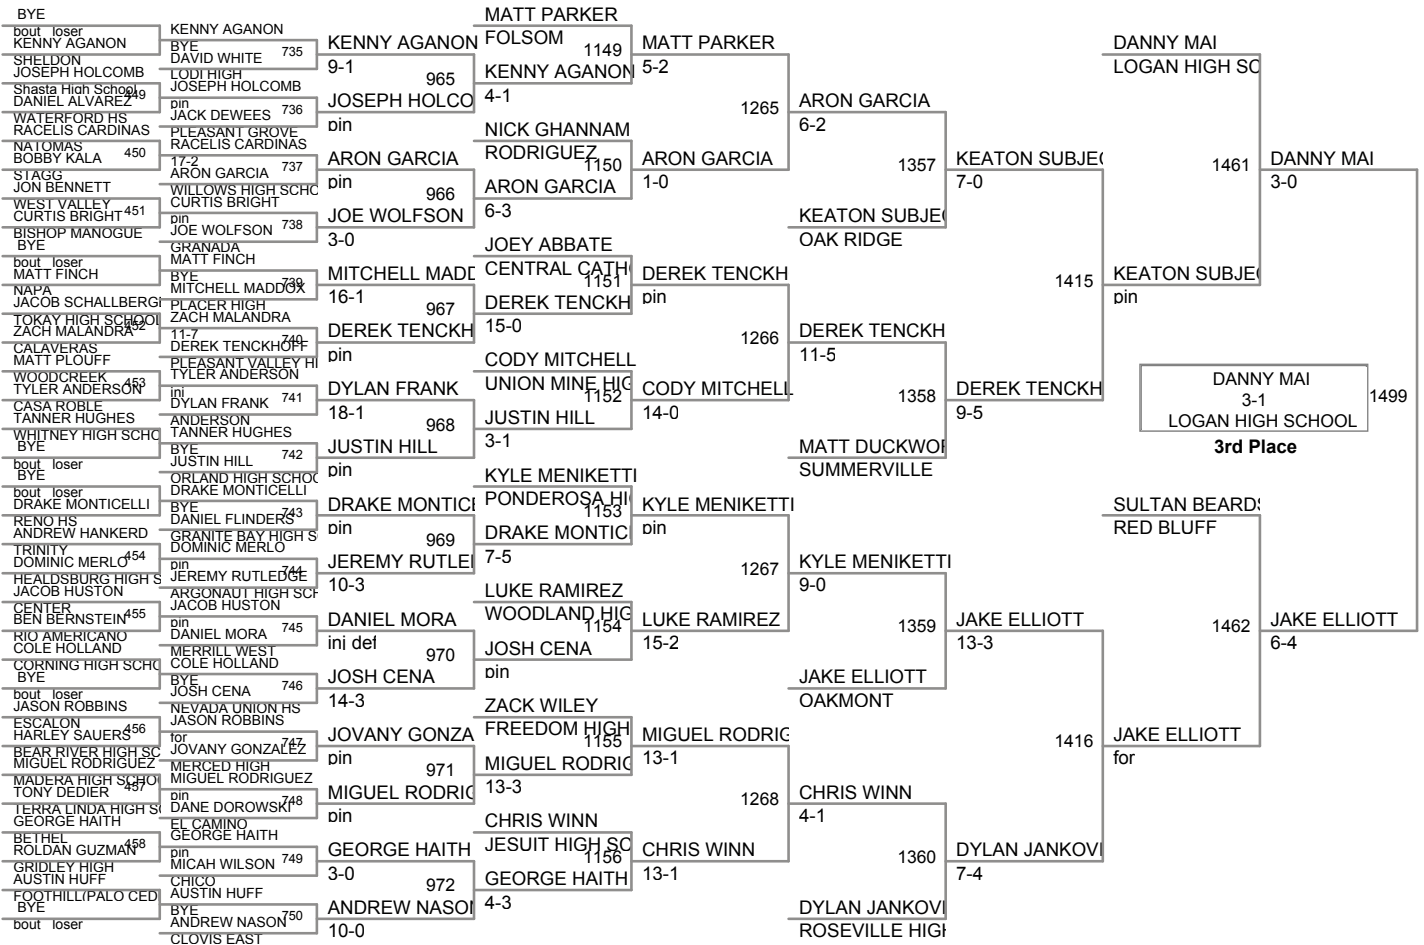 BYE
bout loser
KENNY AGANON
SHELDON
JOSEPH HOLCOMB
Shasta High School
449
DANIEL ALVAREZ
WATERFORD HS
RACELIS CARDINAS
NATOMAS
450
BOBBY KALA
STAGG
JON BENNETT
WEST VALLEY
451
CURTIS BRIGHT
BISHOP MANOGUE
BYE
bout loser
MATT FINCH
NAPA
JACOB SCHALLBERG
TOKAY HIGH SCHOOL
452
ZACH MALANDRA
CALAVERAS
MATT PLOUFF
WOODCREEK
453
TYLER ANDERSON
CASA ROBLE
TANNER HUGHES
WHITNEY HIGH SCHO
BYE
bout loser
BYE
bout loser
DRAKE MONTICELLI
RENO HS
ANDREW HANKERD
TRINITY
454
DOMINIC MERLO
HEALDSBURG HIGH S
JACOB HUSTON
CENTER
455
BEN BERNSTEIN
RIO AMERICANO
COLE HOLLAND
CORNING HIGH SCHO
BYE
bout loser
JASON ROBBINS
ESCALON
456
HARLEY SAUERS
BEAR RIVER HIGH SC
MIGUEL RODRIGUEZ
MADERA HIGH SCHOO
457
TONY DEDIER
TERRA LINDA HIGH S
GEORGE HAITH
BETHEL
458
ROLDAN GUZMAN
GRIDLEY HIGH
AUSTIN HUFF
FOOTHILL(PALO CED
BYE
bout loser
KENNY AGANON
BYE
735
DAVID WHITE
LODI HIGH
JOSEPH HOLCOMB
pin
736
JACK DEWEES
PLEASANT GROVE
RACELIS CARDINAS
17-2
737
ARON GARCIA
WILLOWS HIGH SCHO
CURTIS BRIGHT
pin
738
JOE WOLFSON
GRANADA
MATT FINCH
BYE
739
MITCHELL MADDOX
PLACER HIGH
ZACH MALANDRA
11-7
740
DEREK TENCKHOFF
PLEASANT VALLEY HI
TYLER ANDERSON
inj
741
DYLAN FRANK
ANDERSON
TANNER HUGHES
BYE
742
JUSTIN HILL
ORLAND HIGH SCHOO
DRAKE MONTICELLI
BYE
743
DANIEL FLINDERS
GRANITE BAY HIGH S
DOMINIC MERLO
pin
744
JEREMY RUTLEDGE
ARGONAUT HIGH SCH
JACOB HUSTON
pin
745
DANIEL MORA
MERRILL WEST
COLE HOLLAND
BYE
746
JOSH CENA
NEVADA UNION HS
JASON ROBBINS
for
747
JOVANY GONZALEZ
MERCED HIGH
MIGUEL RODRIGUEZ
pin
748
DANE DOROWSKI
EL CAMINO
GEORGE HAITH
pin
749
MICAH WILSON
CHICO
AUSTIN HUFF
BYE
750
ANDREW NASON
CLOVIS EAST
KENNY AGANON
9-1
965
JOSEPH HOLCO
pin
ARON GARCIA
pin
966
JOE WOLFSON
3-0
MITCHELL MADD
16-1
967
DEREK TENCKH
pin
DYLAN FRANK
18-1
968
JUSTIN HILL
pin
DRAKE MONTICE
pin
969
JEREMY RUTLE
10-3
DANIEL MORA
inj def
970
JOSH CENA
14-3
JOVANY GONZA
pin
971
MIGUEL RODRIG
pin
GEORGE HAITH
3-0
972
ANDREW NASO
10-0
MATT PARKER
FOLSOM
1149
KENNY AGANON
4-1
NICK GHANNAM
RODRIGUEZ
1150
ARON GARCIA
6-3
JOEY ABBATE
CENTRAL CATH
1151
DEREK TENCKH
15-0
CODY MITCHELL
UNION MINE HIG
1152
JUSTIN HILL
3-1
KYLE MENIKETTI
PONDEROSA HI
1153
DRAKE MONTIC
7-5
LUKE RAMIREZ
WOODLAND HIG
1154
JOSH CENA
pin
ZACK WILEY
FREEDOM HIGH
1155
MIGUEL RODRIG
13-3
CHRIS WINN
JESUIT HIGH SC
1156
GEORGE HAITH
4-3
MATT PARKER
5-2
1265
ARON GARCIA
1-0
DEREK TENCKH
pin
1266
CODY MITCHELL
14-0
KYLE MENIKETTI
pin
1267
LUKE RAMIREZ
15-2
MIGUEL RODRIG
13-1
1268
CHRIS WINN
13-1
ARON GARCIA
6-2
1357
KEATON SUBJE
OAK RIDGE
DEREK TENCKH
11-5
1358
MATT DUCKWOR
SUMMERVILLE
KYLE MENIKETTI
9-0
1359
JAKE ELLIOTT
OAKMONT
CHRIS WINN
4-1
1360
DYLAN JANKOVI
ROSEVILLE HIGH
KEATON SUBJE
7-0
1415
DEREK TENCKH
9-5
JAKE ELLIOTT
13-3
1416
DYLAN JANKOVI
7-4
DANNY MAI
LOGAN HIGH SC
1461
KEATON SUBJE
pin
SULTAN BEARDS
RED BLUFF
1462
JAKE ELLIOTT
for
DANNY MAI
3-0
1499
JAKE ELLIOTT
6-4
DANNY MAI
3-1
LOGAN HIGH SCHOOL
3rd Place